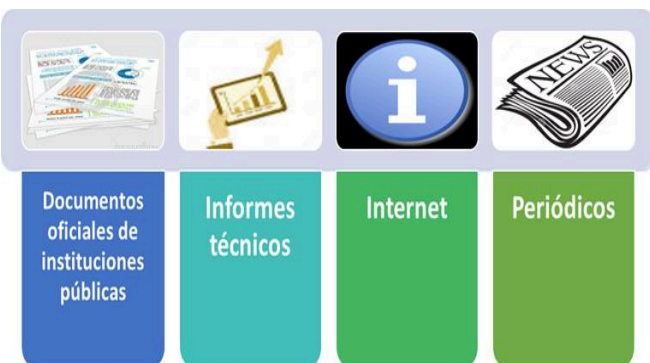 NEWS
Documentos
oficiales de
instituciones
públicas
Informes
técnicos
Internet
Periódicos